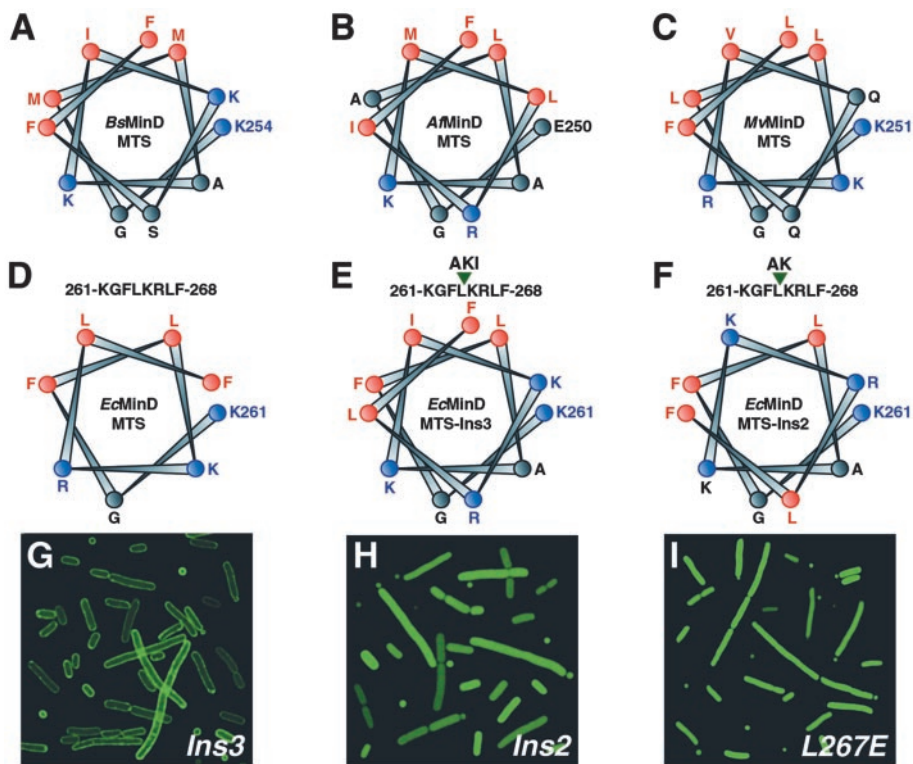 A
I F M
M K
F K254
BsMinD
MTS
K A
G S
B
M F L
A L
I E250
AfMinD
MTS
K A
G R
C
V L L
L Q
F K251
MvMinD
MTS
R K
G Q
D
261-KGFLKRLF-268
L L
F F
K261
EcMinD
MTS
R K
G
E
AKI
261-KGFLKRLF-268
F
I L
F K
L K261
EcMinD
MTS-Ins3
K A
G R
F
AK
261-KGFLKRLF-268
K L
F R
F K261
EcMinD
MTS-Ins2
K A
G L
G
Ins3
H
Ins2
I
L267E